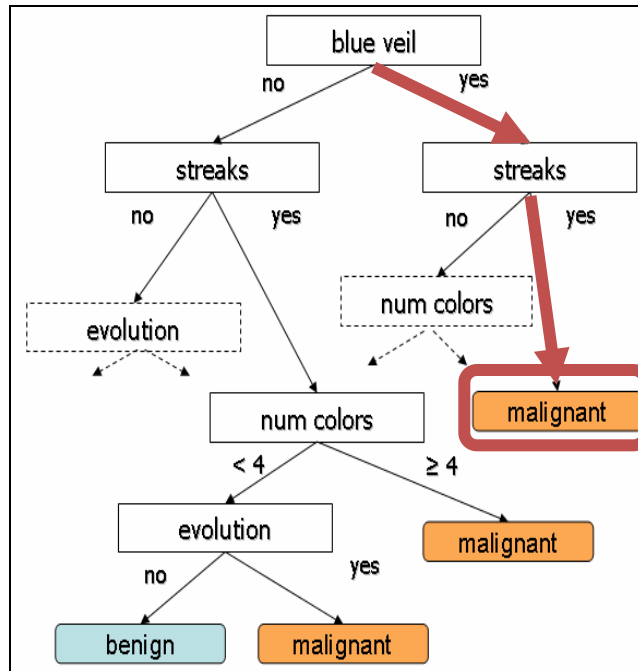 blue veil
no
yes
streaks
streaks
no
yes
no
yes
num colors
evolution
malignant
num colors
< 4
≥ 4
evolution
malignant
no
yes
benign
malignant